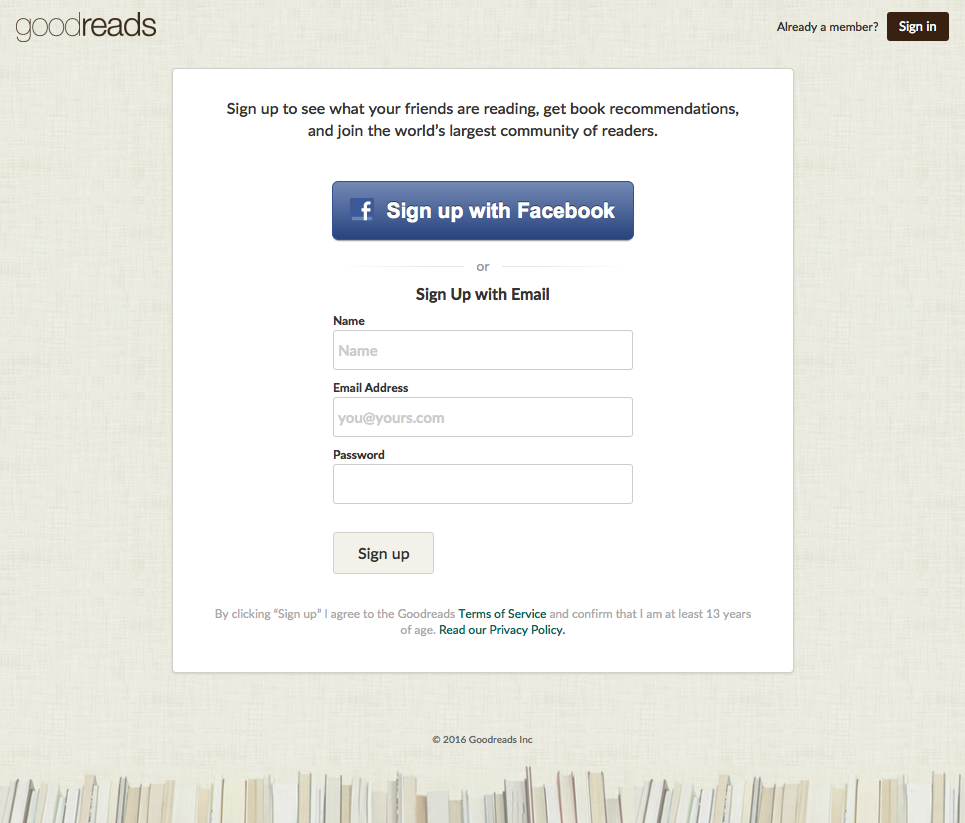 goodreads
Already a member?
Sign in
Sign up to see what your friends are reading, get book recommendations,
and join the world's largest community of readers.
f Sign up with Facebook
or
Sign Up with Email
Name
Name
Email Address
you@yours.com
Password
Sign up
By clicking “Sign up” I agree to the Goodreads Terms of Service and confirm that I am at least 13 years
of age. Read our Privacy Policy.
© 2016 Goodreads Inc